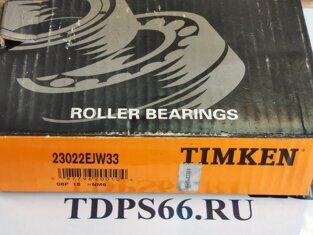 ROLLER BEARINGS
23022EJW33
TIMKEN
TDPS66.RU